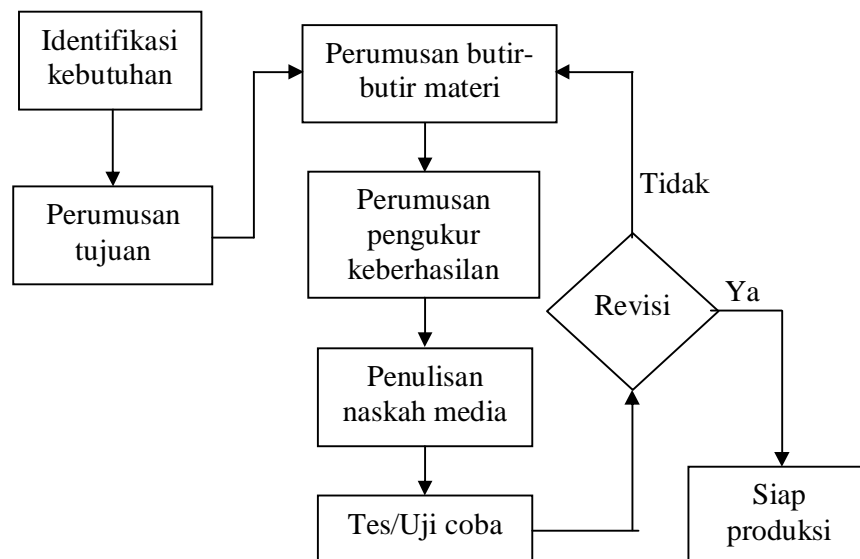 Identifikasi
kebutuhan
Perumusan
tujuan
Perumusan butir-
butir materi
Perumusan
pengukur
keberhasilan
Penulisan
naskah media
Tes/Uji coba
Revisi
Tidak
Ya
Siap
produksi